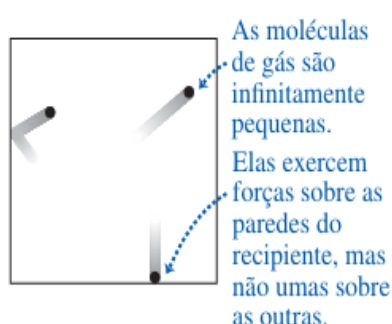 As moléculas
de gás são
infinitamente
pequenas.
Elas exercem
forças sobre as
paredes do
recipiente, mas
não umas sobre
as outras.